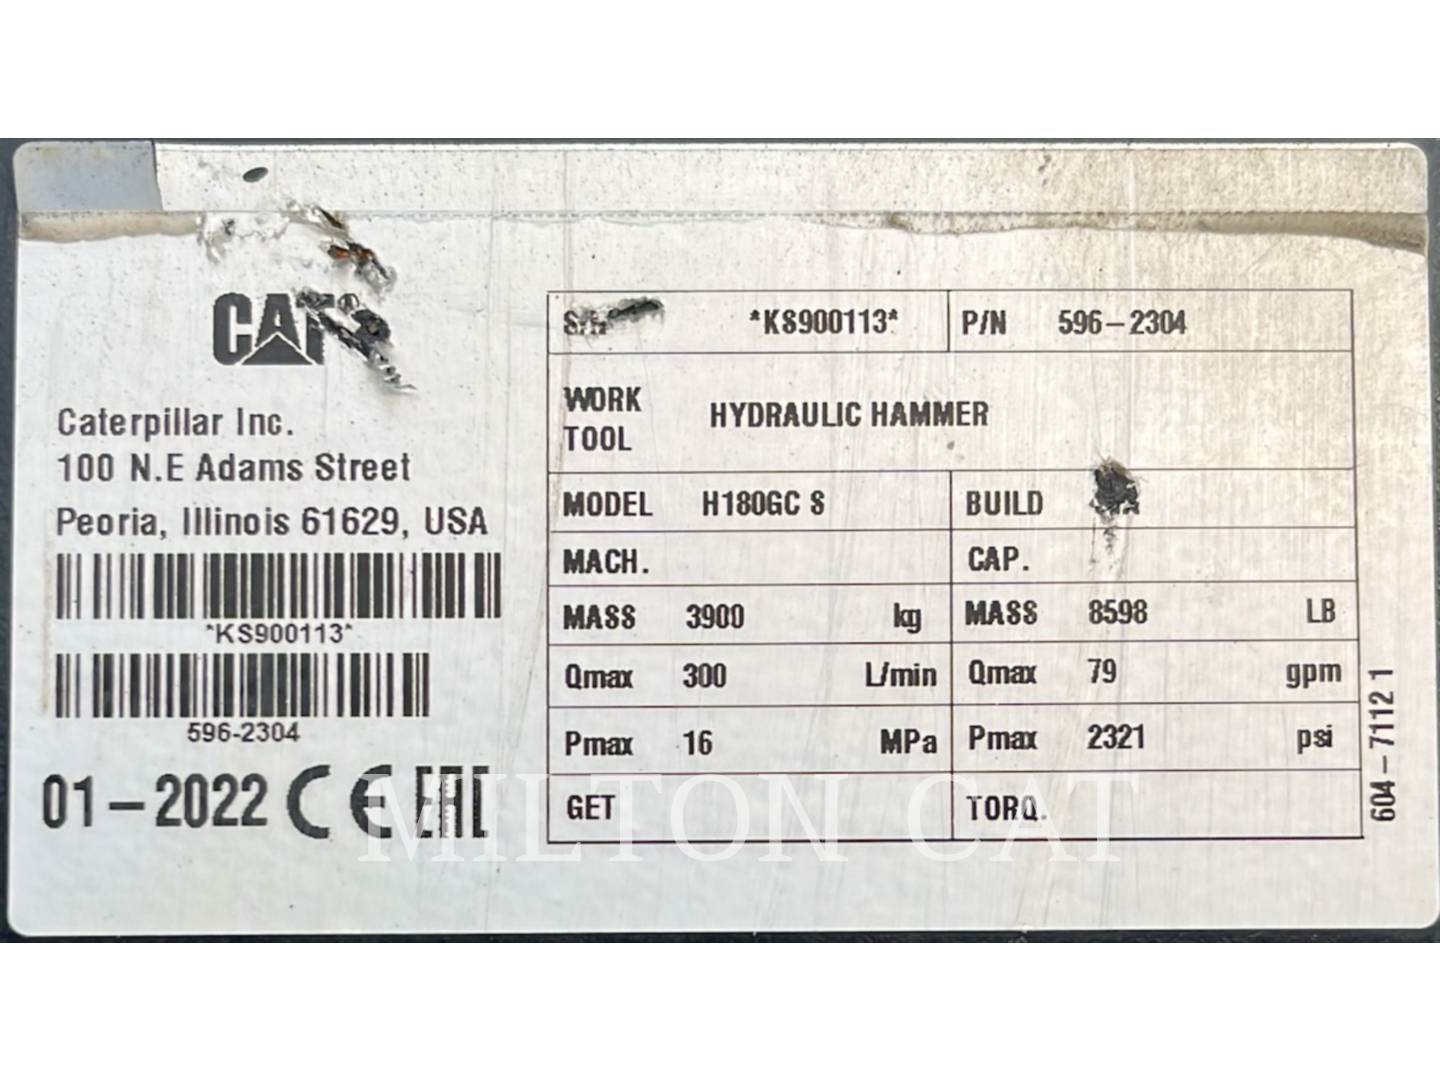 CAT
Caterpillar Inc.
100 N.E Adams Street
Peoria, Illinois 61629, USA
*KS900113*
596-2304
01-2022 CE EAC
*KS900113* P/N 596-2304
WORK TOOL HYDRAULIC HAMMER
MODEL H180GC S BUILD
MACH. CAP.
MASS 3900 kg MASS 8598 LB
Qmax 300 L/min Qmax 79 gpm
Pmax 16 MPa Pmax 2321 psi
GET TORQ.
604-7112 1
MILTON CAT